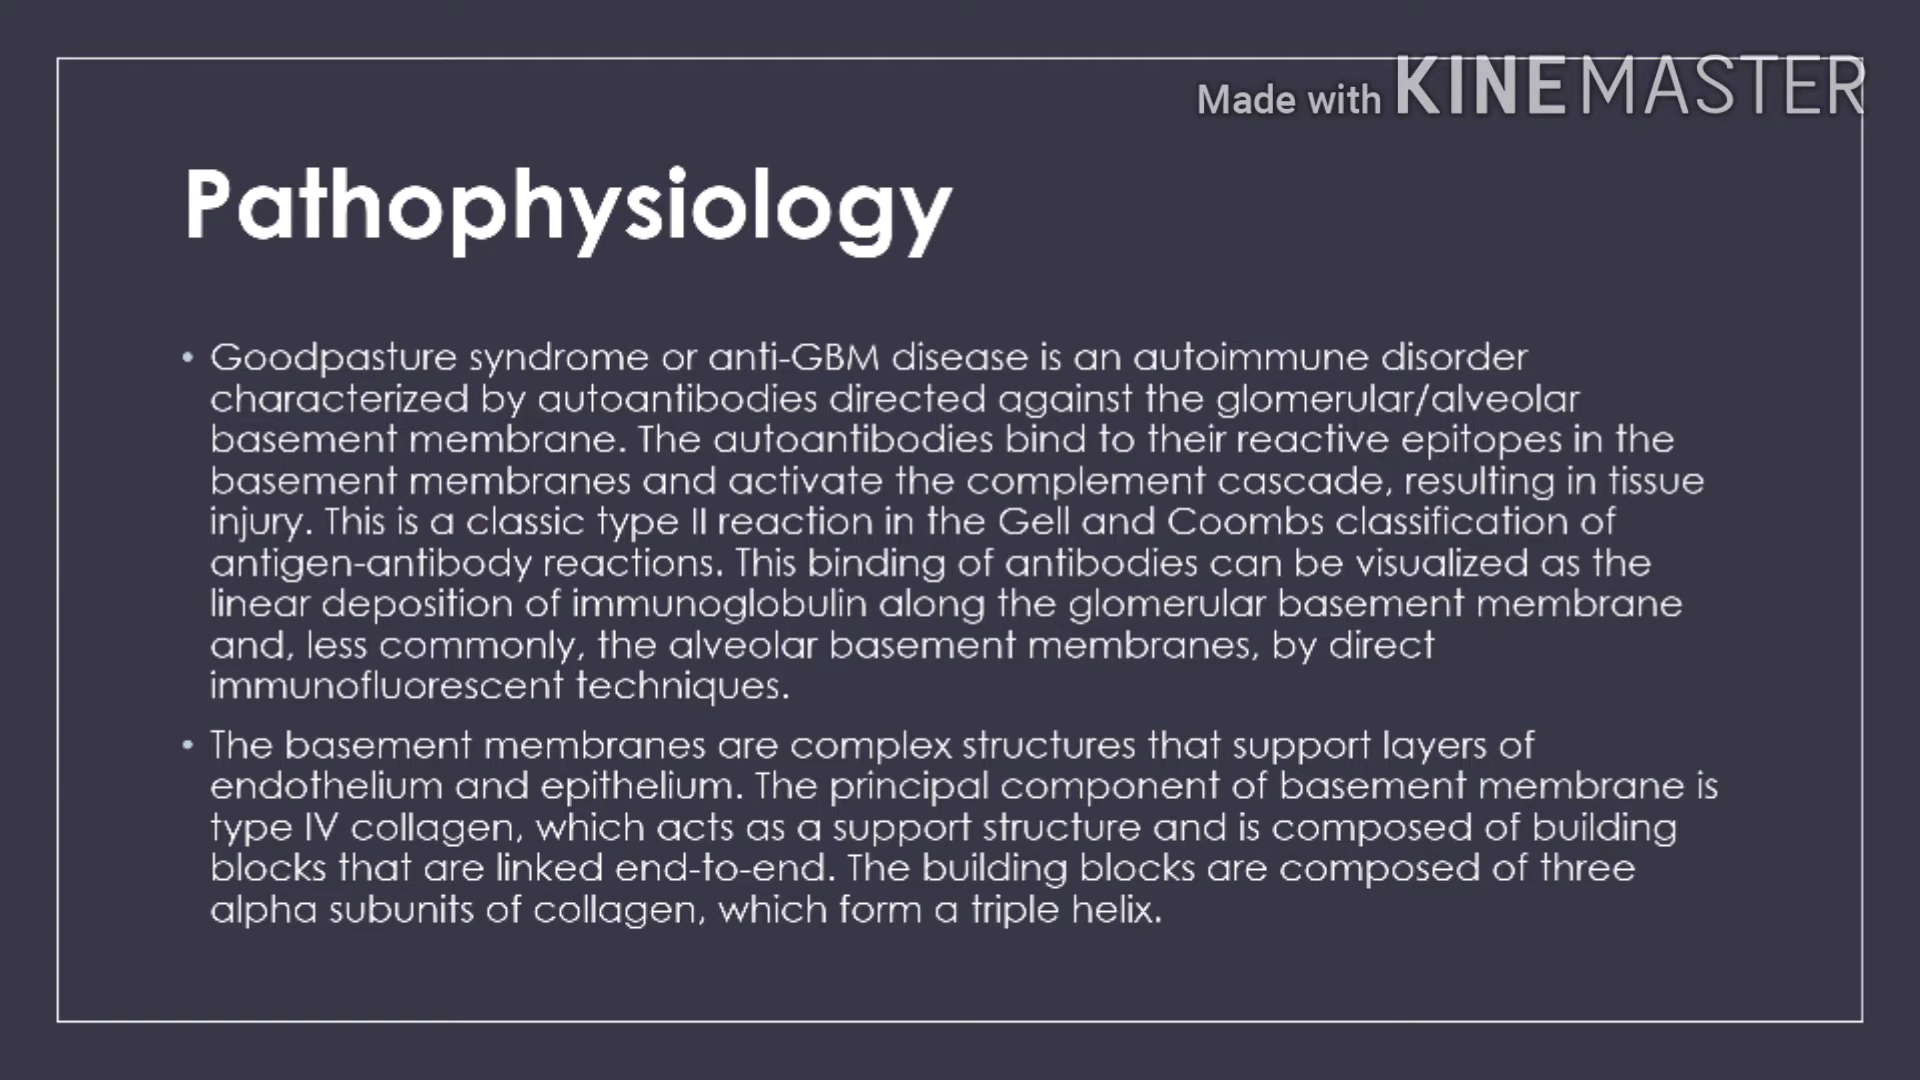 Made with KINEMASTER
Pathophysiology
• Goodpasture syndrome or anti-GBM disease is an autoimmune disorder
characterized by autoantibodies directed against the glomerular/alveolar
basement membrane. The autoantibodies bind to their reactive epitopes in the
basement membranes and activate the complement cascade, resulting in tissue
injury. This is a classic type II reaction in the Gell and Coombs classification of
antigen-antibody reactions. This binding of antibodies can be visualized as the
linear deposition of immunoglobulin along the glomerular basement membrane
and, less commonly, the alveolar basement membranes, by direct
immunofluorescent techniques.
• The basement membranes are complex structures that support layers of
endothelium and epithelium. The principal component of basement membrane is
type IV collagen, which acts as a support structure and is composed of building
blocks that are linked end-to-end. The building blocks are composed of three
alpha subunits of collagen, which form a triple helix.